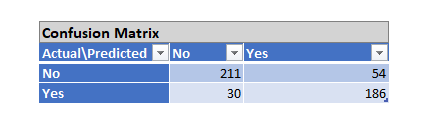 Confusion Matrix
Actual\Predicted No Yes
No 211 54
Yes 30 186